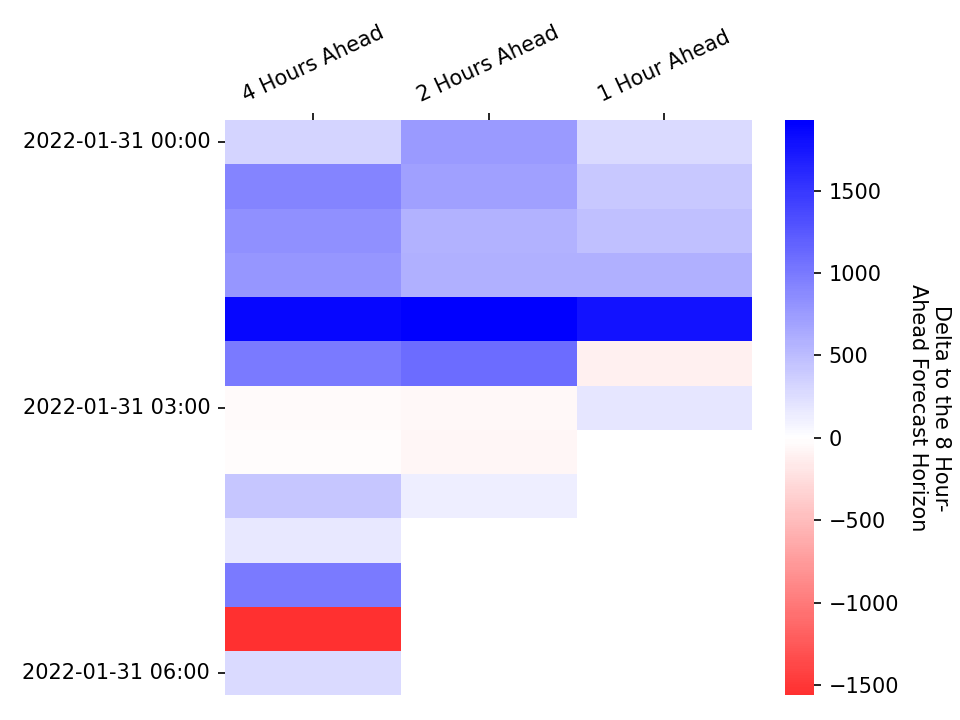 4 Hours Ahead
2 Hours Ahead
1 Hour Ahead
2022-01-31 00:00
2022-01-31 03:00
2022-01-31 06:00
1500
1000
500
0
−500
−1000
−1500
Delta to the 8 Hour-
Ahead Forecast Horizon